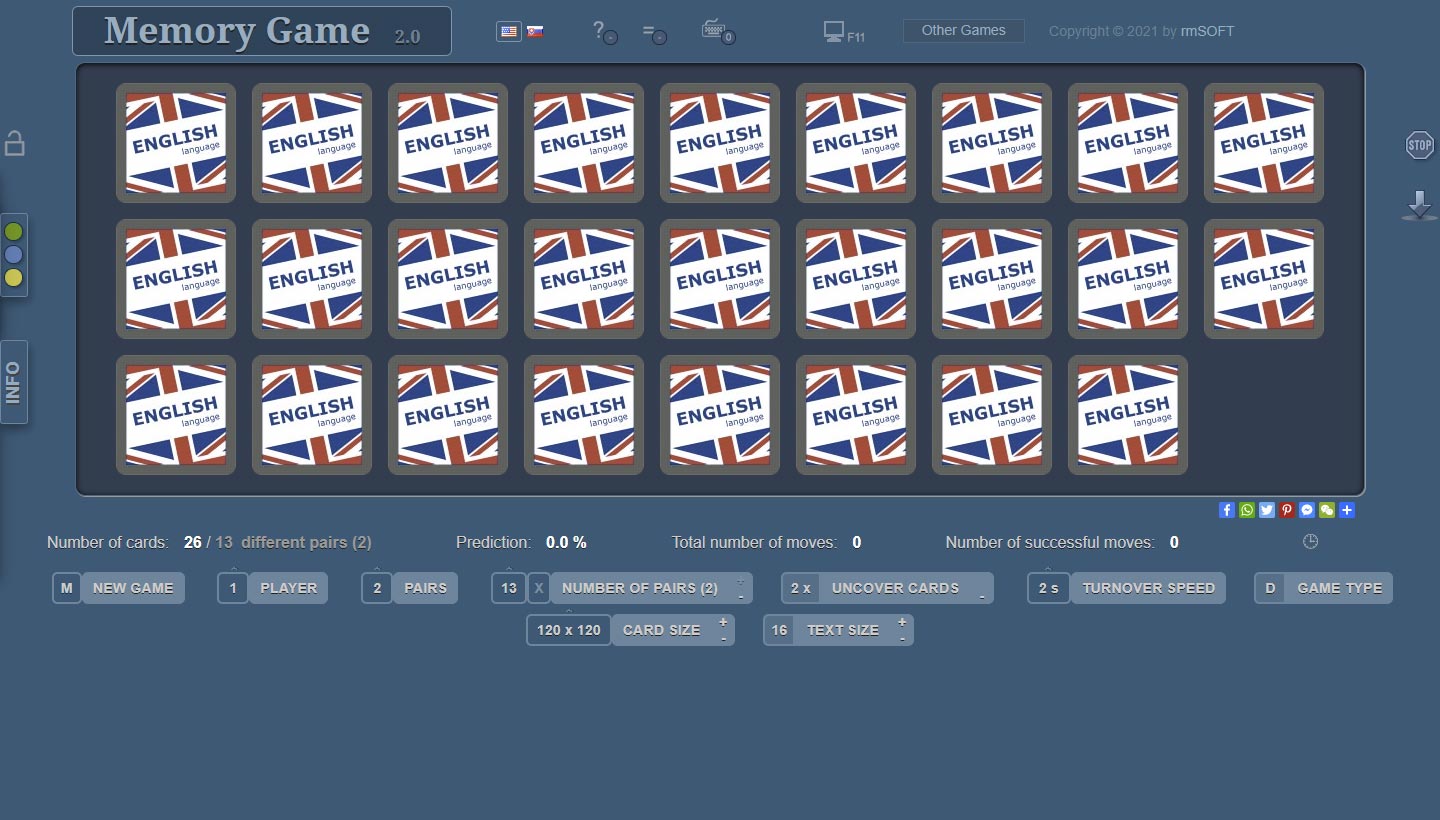 Memory Game 2.0
? - = - 0 F11 Other Games Copyright © 2021 by rmSOFT
ENGLISH ENGLISH ENGLISH ENGLISH ENGLISH ENGLISH ENGLISH ENGLISH ENGLISH
language language language language language language language language language
STOP
ENGLISH ENGLISH ENGLISH ENGLISH ENGLISH ENGLISH ENGLISH ENGLISH ENGLISH
language language language language language language language language language
INFO
ENGLISH ENGLISH ENGLISH ENGLISH ENGLISH ENGLISH ENGLISH ENGLISH
language language language language language language language language
Number of cards: 26 / 13 different pairs (2) Prediction: 0.0 % Total number of moves: 0 Number of successful moves: 0
M NEW GAME 1 PLAYER 2 PAIRS 13 X NUMBER OF PAIRS (2) + - 2 x UNCOVER CARDS - 2 s TURNOVER SPEED D GAME TYPE
120 x 120 CARD SIZE + - 16 TEXT SIZE + -